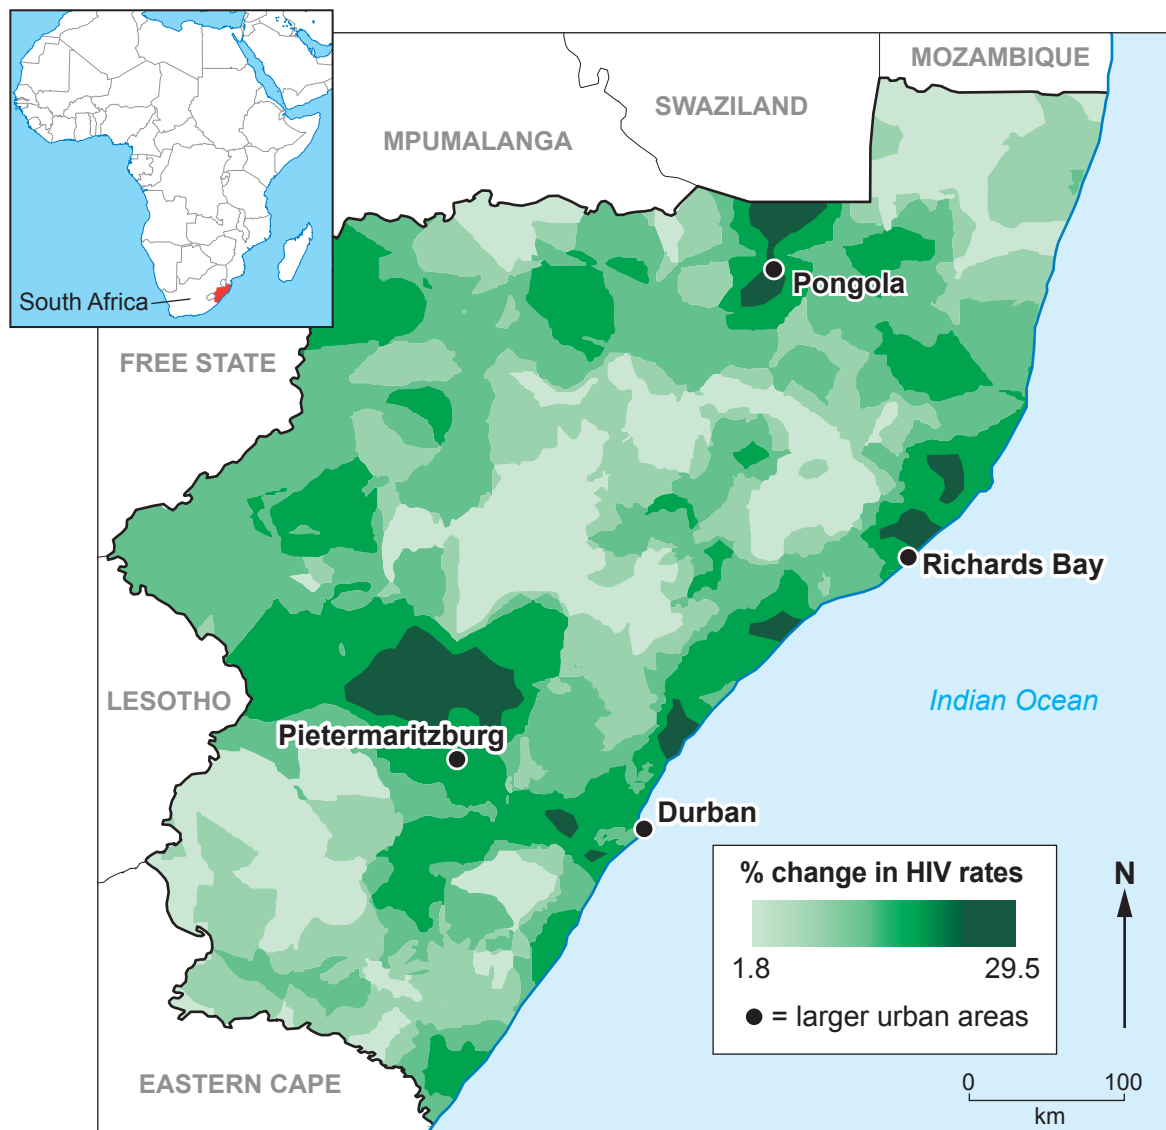 MOZAMBIQUE
SWAZILAND
MPUMALANGA
South Africa
Pongola
FREE STATE
Richards Bay
LESOTHO
Indian Ocean
Pietermaritzburg
Durban
% change in HIV rates
1.8 29.5
= larger urban areas
N
EASTERN CAPE
0 100
km